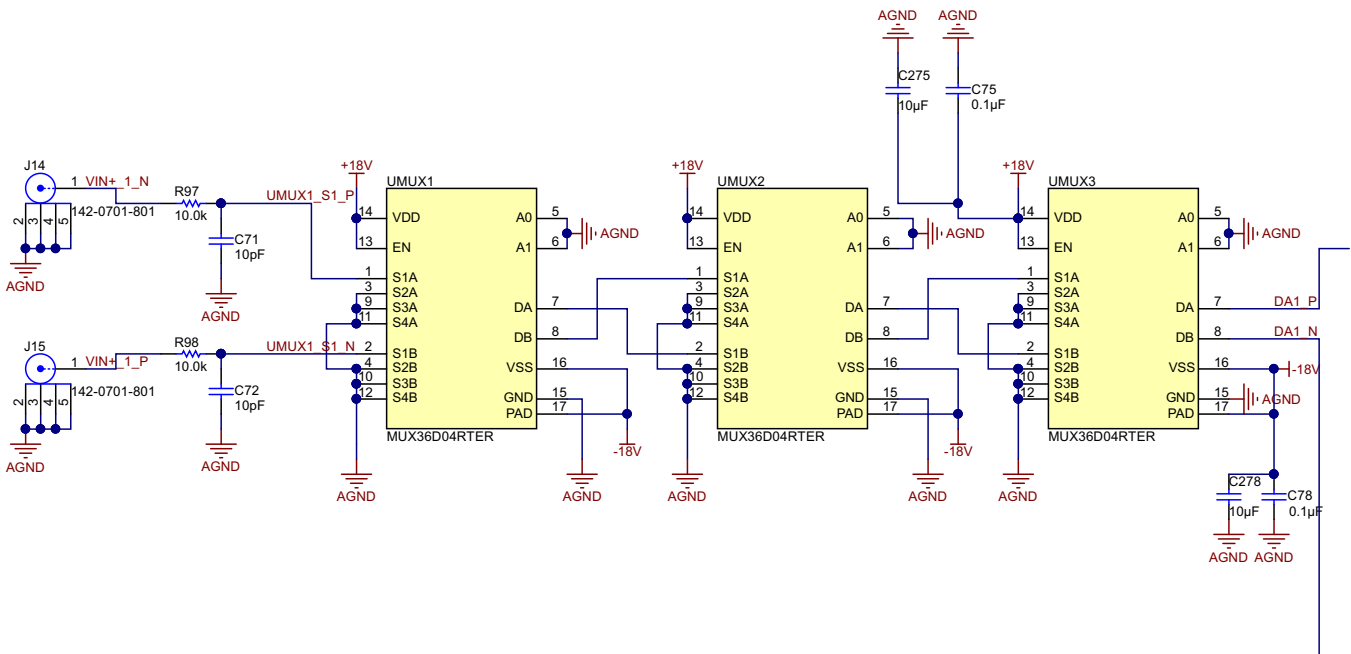 AGND AGND
C275
10µF
C75
0.1µF
J14
1 VIN+_1_N
142-0701-801
2 3 4 5
AGND
R97
10.0k
C71
10pF
AGND
UMUX1_S1_P
J15
1 VIN+_1_P
142-0701-801
2 3 4 5
AGND
R98
10.0k
C72
10pF
AGND
UMUX1_S1_N
+18V
UMUX1
14 VDD
13 EN
1 S1A
3 S2A
9 S3A
11 S4A
2 S1B
4 S2B
10 S3B
12 S4B
A0 5
A1 6
AGND
DA 7
DB 8
VSS 16
GND 15
PAD 17
MUX36D04RTER
-18V
AGND
AGND
+18V
UMUX2
14 VDD
13 EN
1 S1A
3 S2A
9 S3A
11 S4A
2 S1B
4 S2B
10 S3B
12 S4B
A0 5
A1 6
AGND
DA 7
DB 8
VSS 16
GND 15
PAD 17
MUX36D04RTER
-18V
AGND
AGND
+18V
UMUX3
14 VDD
13 EN
1 S1A
3 S2A
9 S3A
11 S4A
2 S1B
4 S2B
10 S3B
12 S4B
A0 5
A1 6
AGND
DA 7 DA1_P
DB 8 DA1_N
VSS 16 -18V
GND 15 AGND
PAD 17
MUX36D04RTER
AGND
C278
10µF
C78
0.1µF
AGND AGND